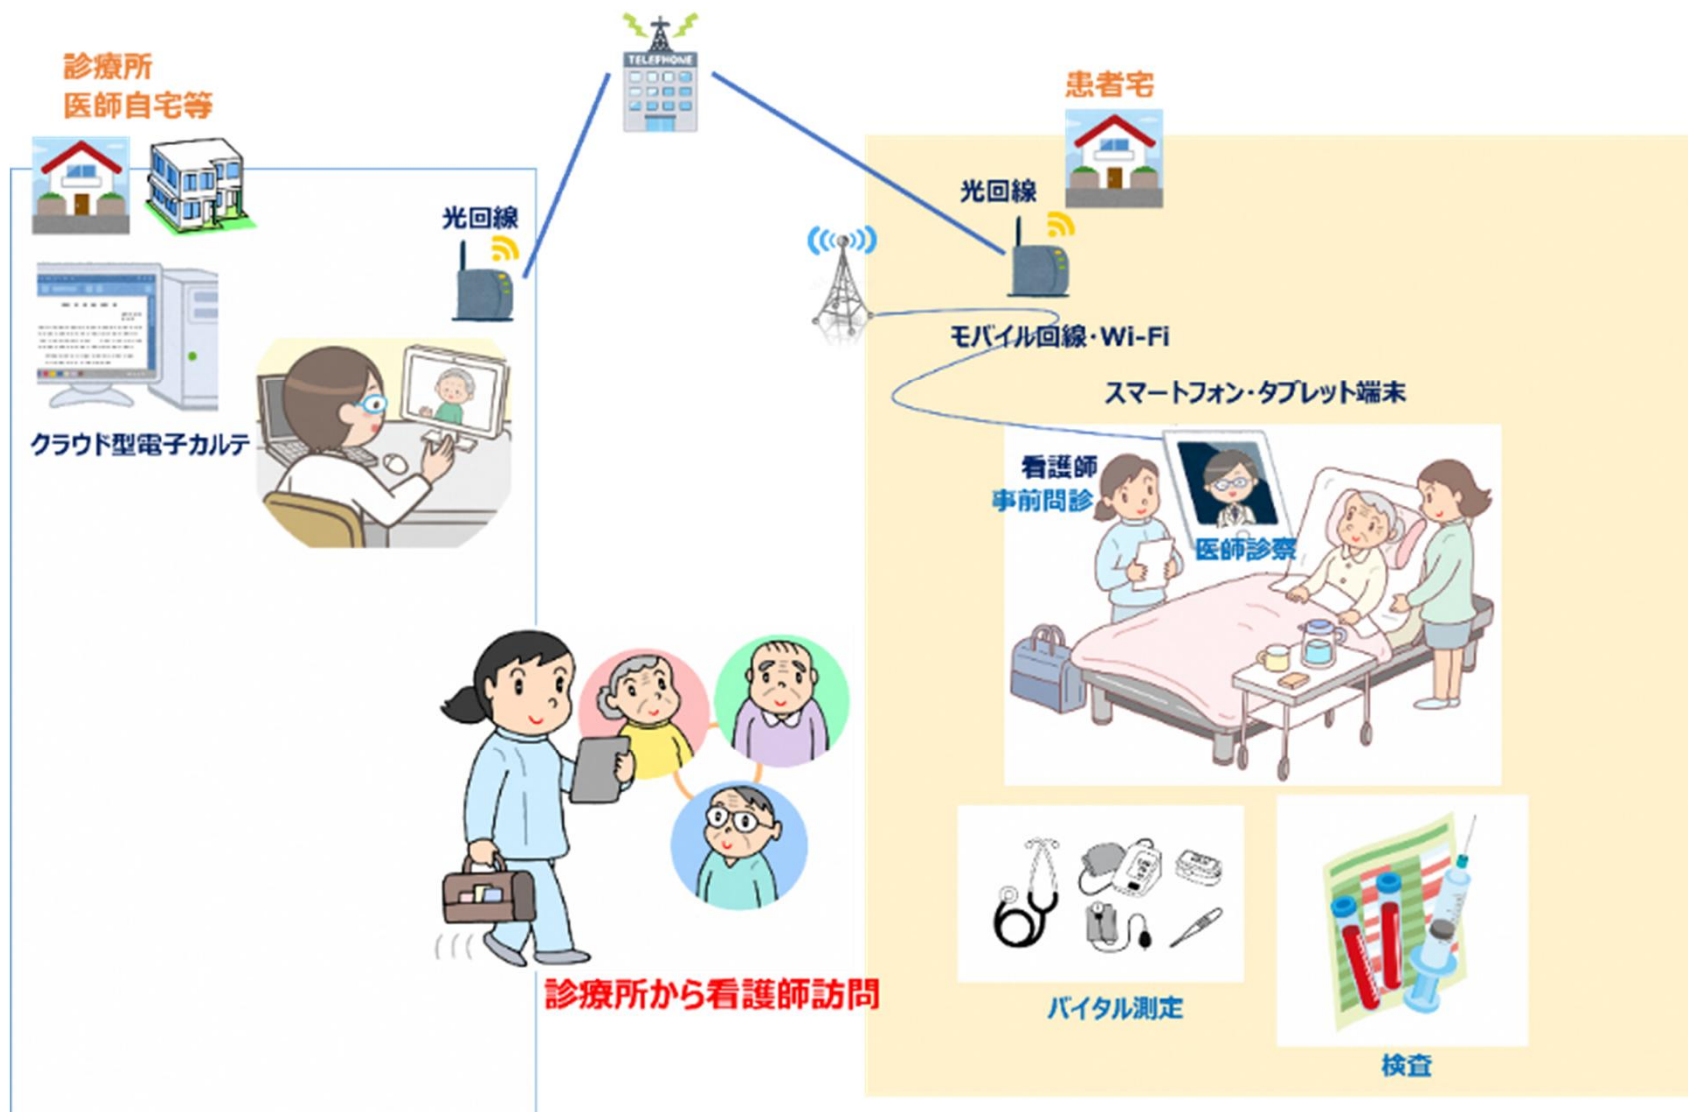 TELEPHONE
診療所
医師自宅等
患者宅
光回線
光回線
モバイル回線・Wi-Fi
スマートフォン・タブレット端末
クラウド型電子カルテ
看護師
事前問診
医師診察
診療所から看護師訪問
バイタル測定
検査